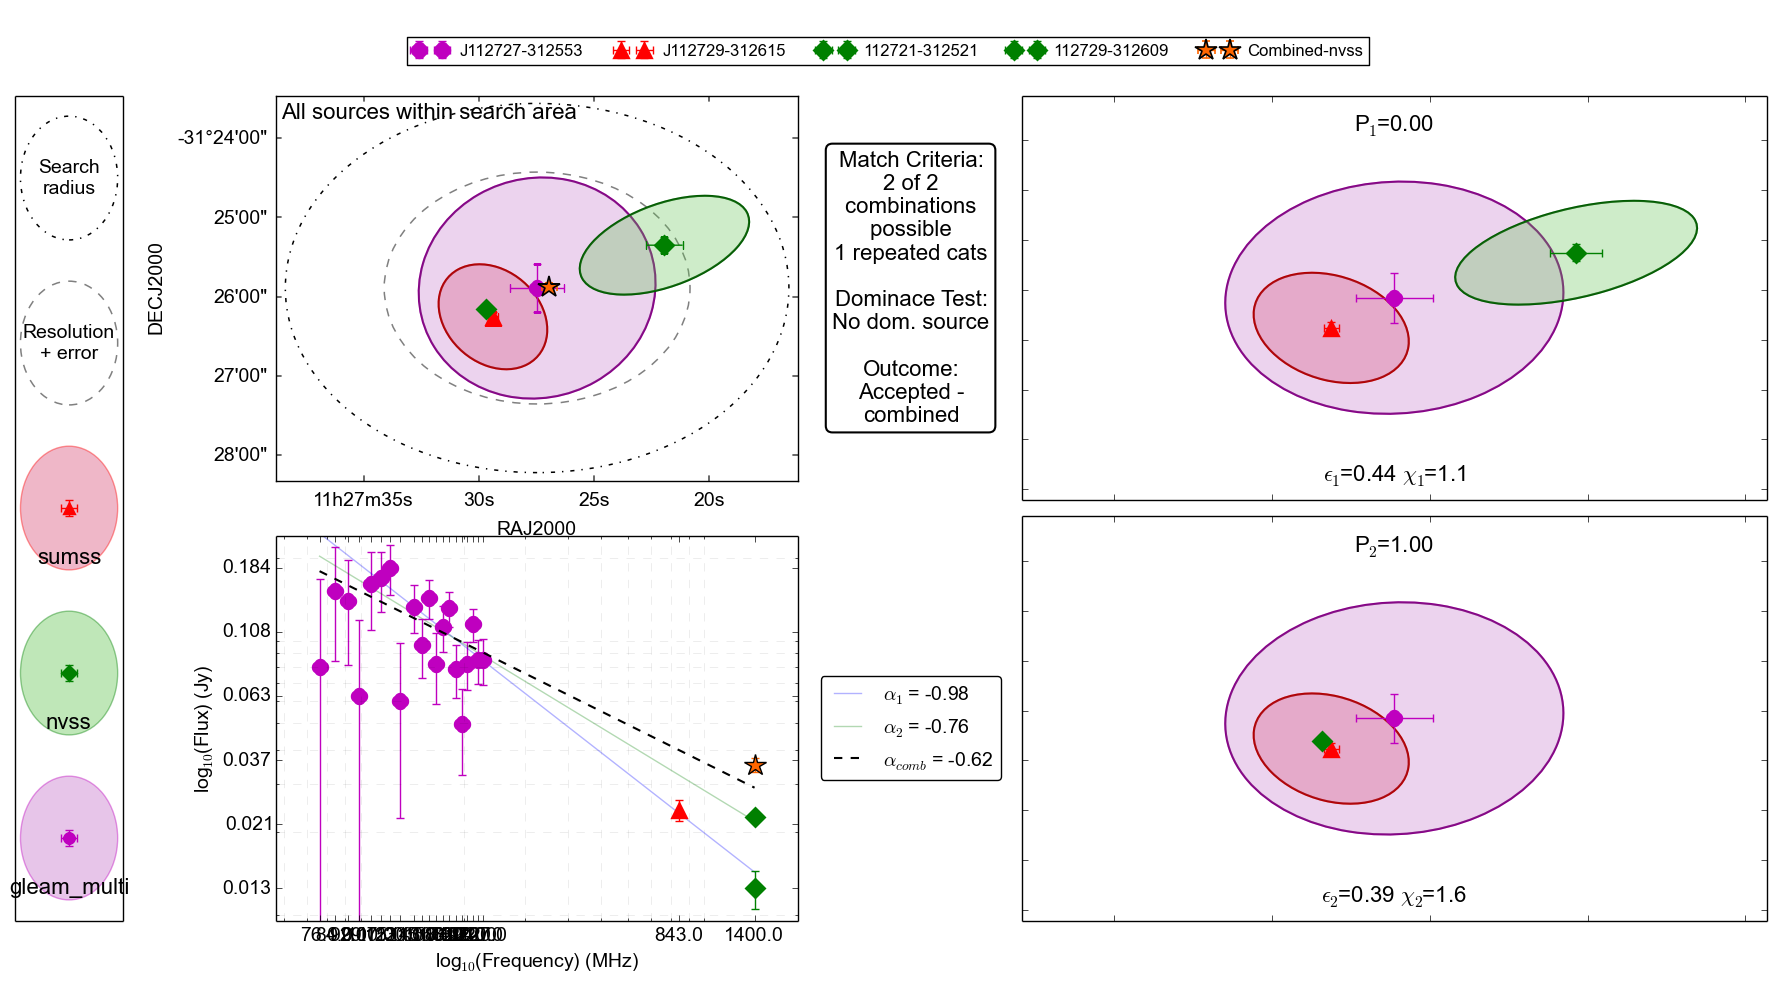 J112727-312553
J112729-312615
112721-312521
112729-312609
Combined-nvss
Search
radius
Resolution
+ error
sumss
nvss
gleam_multi
All sources within search area
-31°24'00"
25'00"
26'00"
27'00"
28'00"
DECJ2000
11h27m35s
30s
25s
20s
RAJ2000
Match Criteria:
2 of 2
combinations
possible
1 repeated cats
Dominace Test:
No dom. source
Outcome:
Accepted -
combined
P1=0.00
ϵ1=0.44 χ1=1.1
P2=1.00
ϵ2=0.39 χ2=1.6
0.184
0.108
0.063
0.037
0.021
0.013
log10(Flux) (Jy)
843.0
1400.0
log10(Frequency) (MHz)
α1 = -0.98
α2 = -0.76
αcomb = -0.62